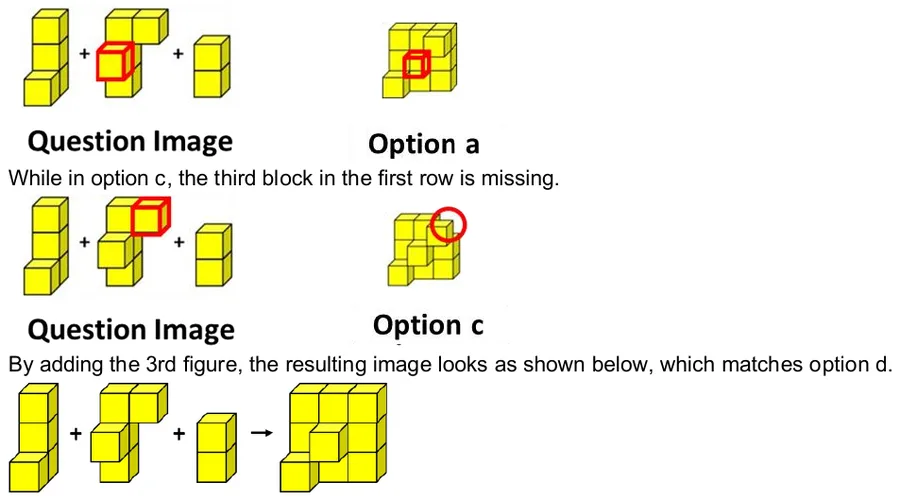 + +
Question Image Option a
While in option c, the third block in the first row is missing.
+ +
Question Image Option c
By adding the 3rd figure, the resulting image looks as shown below, which matches option d.
+ + →